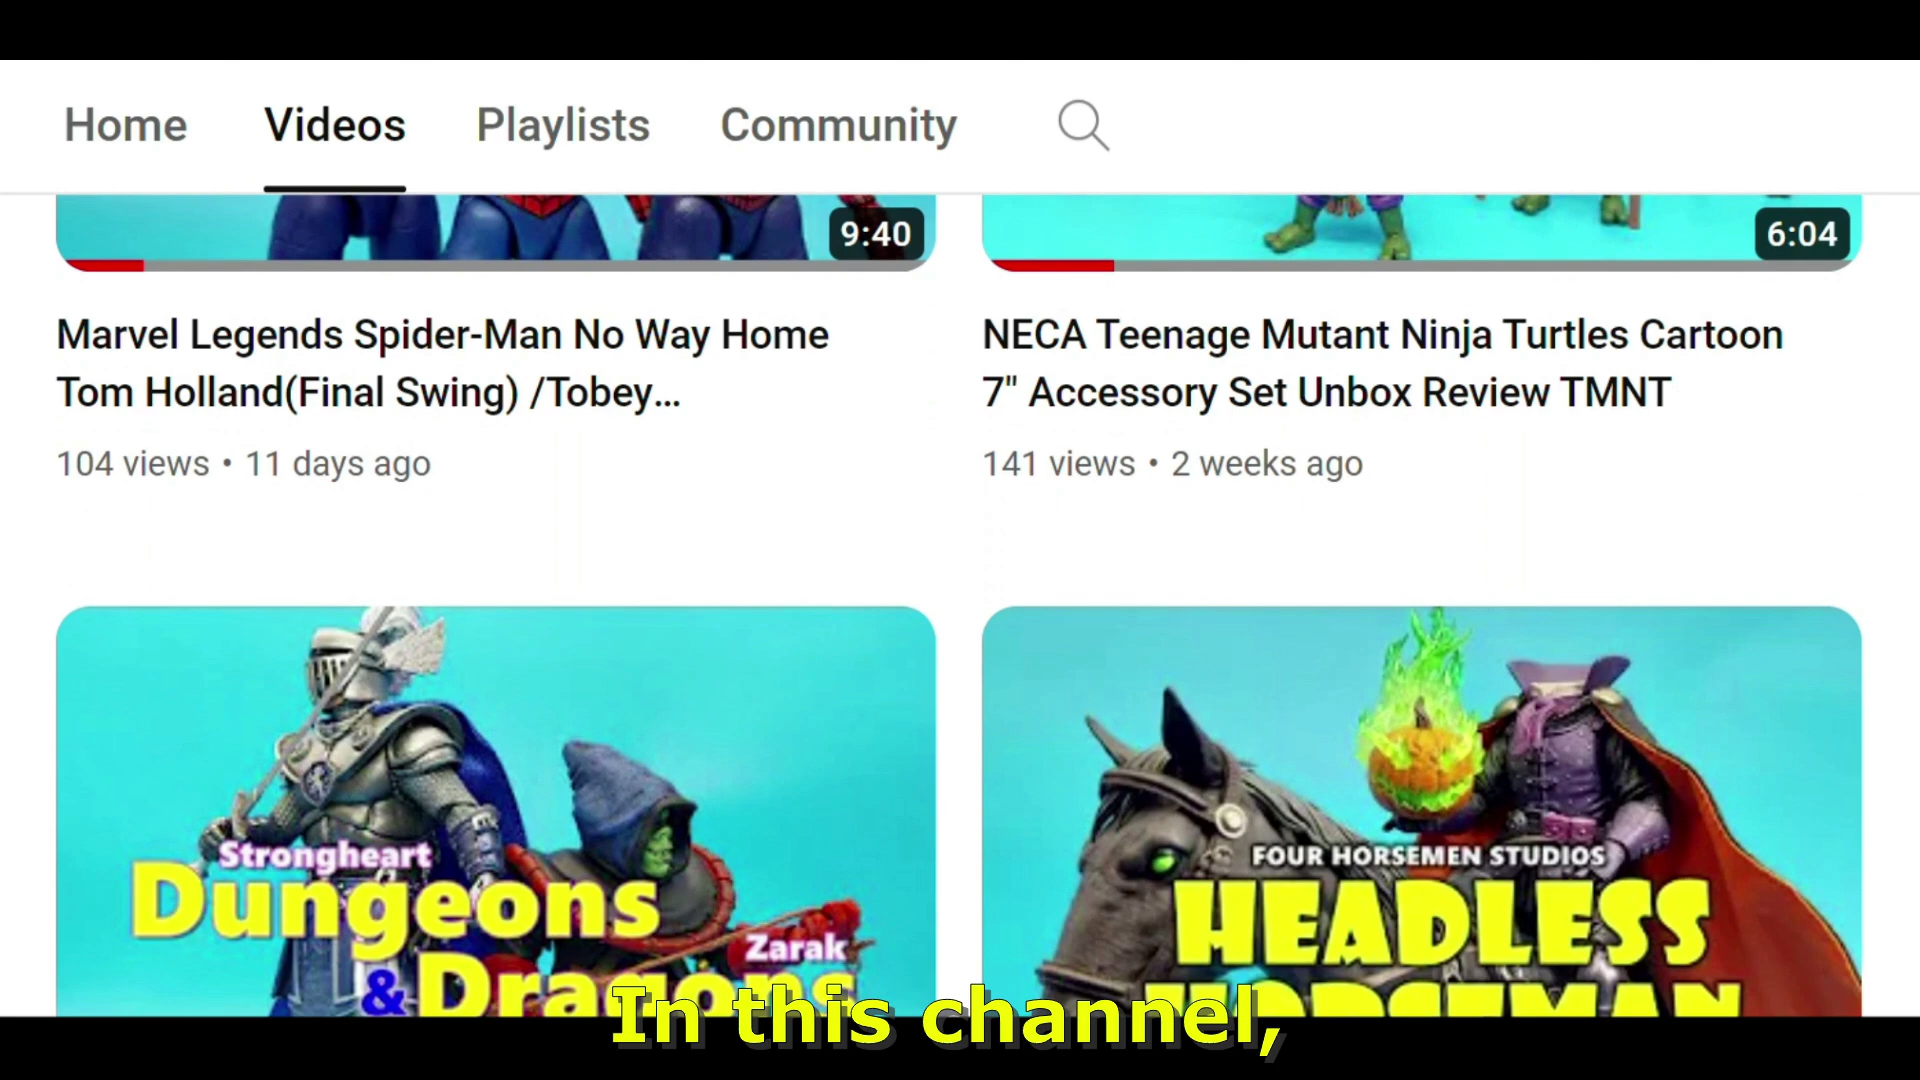 Home Videos Playlists Community
9:40
6:04
Marvel Legends Spider-Man No Way Home
Tom Holland(Final Swing) /Tobey...
104 views • 11 days ago
NECA Teenage Mutant Ninja Turtles Cartoon
7" Accessory Set Unbox Review TMNT
141 views • 2 weeks ago
Strongheart
Dungeons
Zarak
& Dragons
FOUR HORSEMEN STUDIOS
HEADLESS
HORSEMAN
In this channel,